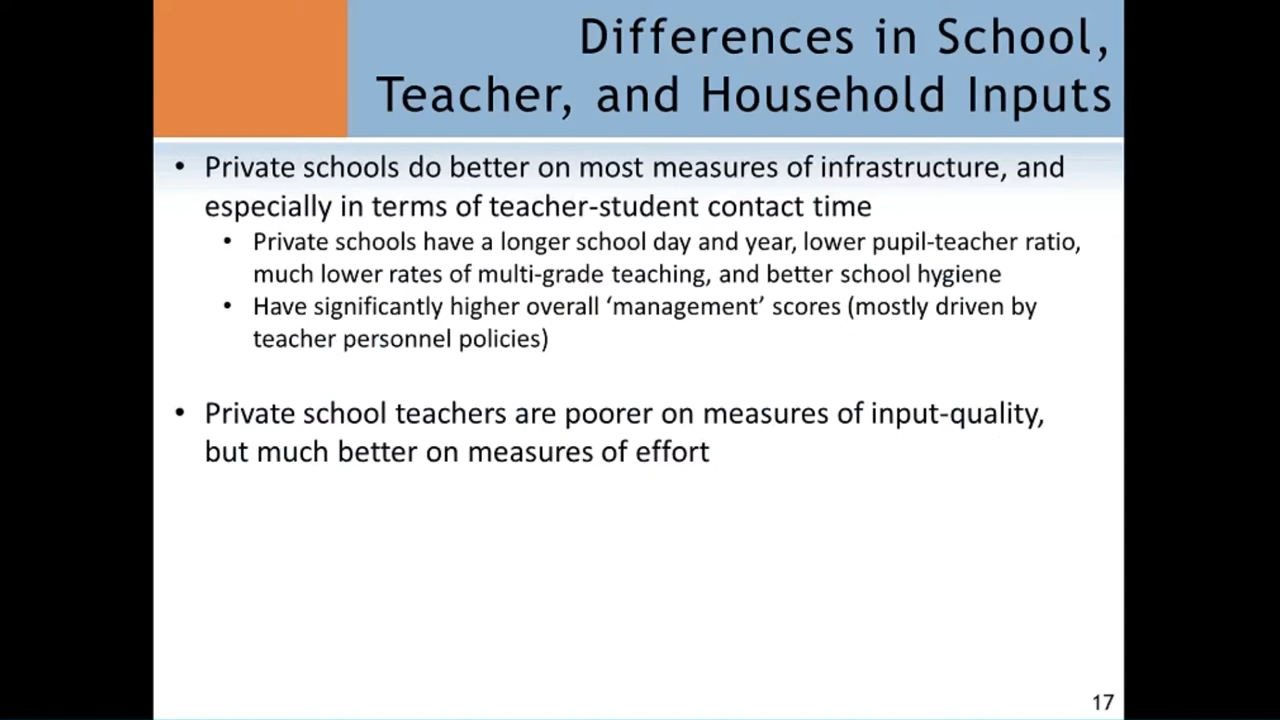 Differences in School,
Teacher, and Household Inputs
• Private schools do better on most measures of infrastructure, and
especially in terms of teacher-student contact time
• Private schools have a longer school day and year, lower pupil-teacher ratio,
much lower rates of multi-grade teaching, and better school hygiene
• Have significantly higher overall ‘management’ scores (mostly driven by
teacher personnel policies)
• Private school teachers are poorer on measures of input-quality,
but much better on measures of effort
17